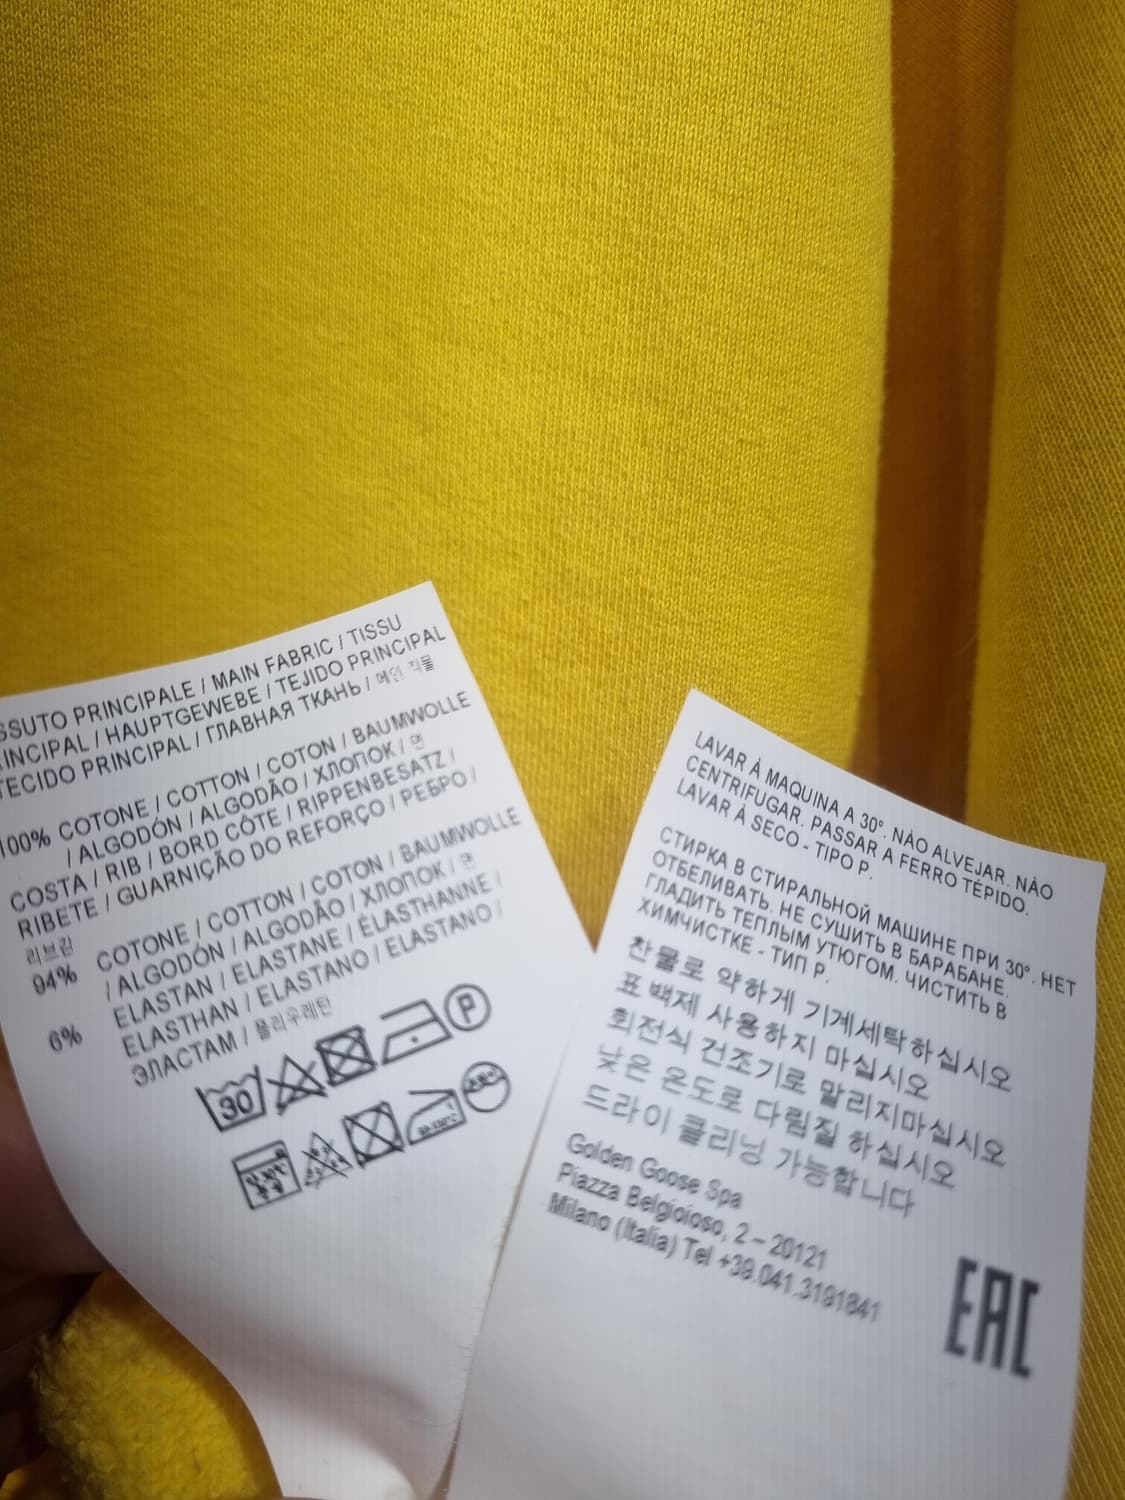 SSUTO PRINCIPALE / MAIN FABRIC / TISSU
INCIPAL / HAUPTGEWEBE / TEJIDO PRINCIPAL
TECIDO PRINCIPAL / ГЛАВНАЯ ТКАНЬ / 메인 직물
100% COTONE / COTTON / COTON / BAUMWOLLE
/ ALGODÓN / ALGODÃO / ХЛОПОК / 면
COSTA / RIB / BORD CÔTE / RIPPENBESATZ /
RIBETE / GUARNIÇÃO DO REFORÇO / РЕБРО /
리브림
94% COTONE / COTTON / COTON / BAUMWOLLE
/ ALGODÓN / ALGODÃO / ХЛОПОК / 면
6% ELASTAN / ELASTANE / ÉLASTHANNE /
ELASTHAN / ELASTANO / ELASTANO /
ЭЛАСТАМ / 폴리우레탄
30 P
LAVAR À MAQUINA A 30°. NÃO ALVEJAR. NÃO
CENTRIFUGAR. PASSAR A FERRO TÉPIDO.
LAVAR À SECO - TIPO P.
СТИРКА В СТИРАЛЬНОЙ МАШИНЕ ПРИ 30°. НЕТ
ОТБЕЛИВАТЬ. НЕ СУШИТЬ В БАРАБАНЕ.
ГЛАДИТЬ ТЕПЛЫМ УТЮГОМ. ЧИСТИТЬ В
ХИМЧИСТКЕ - ТИП P.
찬물로 약하게 기계세탁하십시오
표백제 사용하지 마십시오
회전식 건조기로 말리지마십시오
낮은 온도로 다림질 하십시오
드라이 클리닝 가능합니다
Golden Goose Spa
Piazza Belgioioso, 2 – 20121
Milano (Italia) Tel +39.041.3191841
EAC